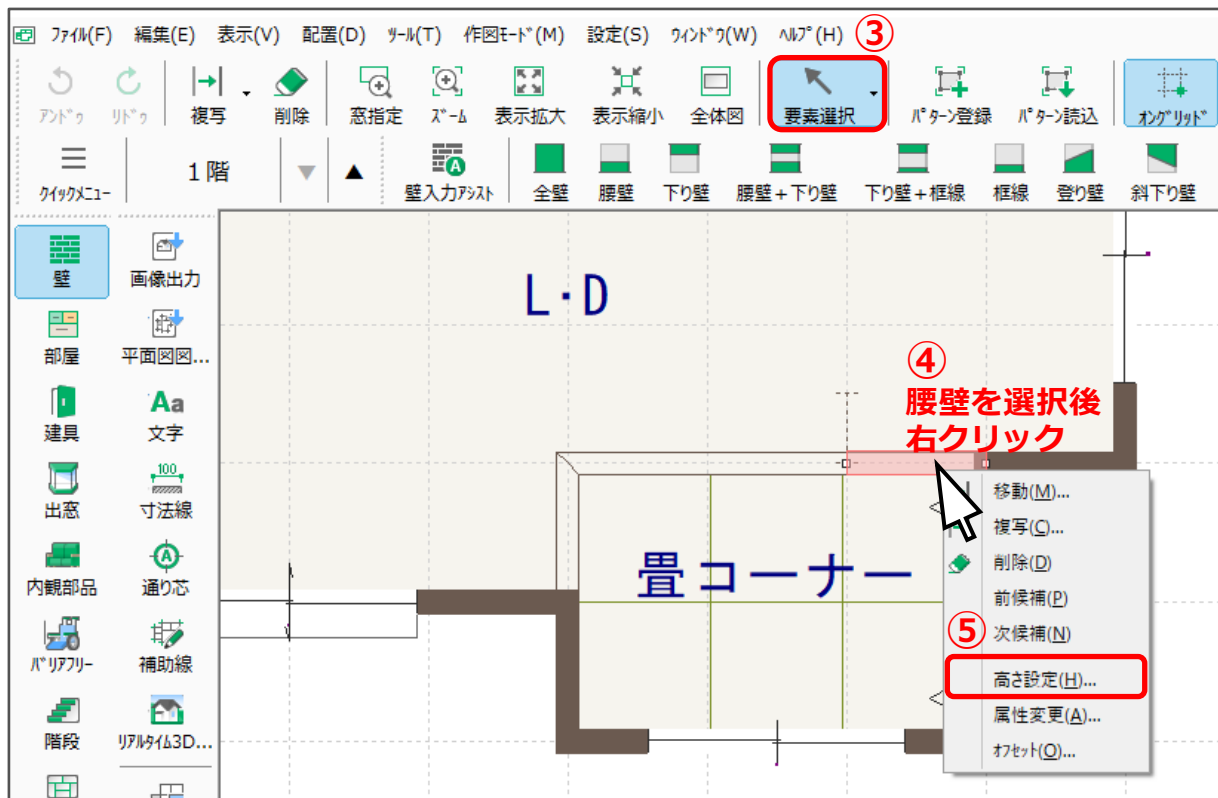 ﾌｧｲﾙ(F) 編集(E) 表示(V) 配置(D) ﾂｰﾙ(T) 作図ﾓｰﾄﾞ(M) 設定(S) ｳｨﾝﾄﾞｳ(W) ﾍﾙﾌﾟ(H) ③
ｱﾝﾄﾞｩ ﾘﾄﾞｩ 複写 削除 窓指定 ｽﾞｰﾑ 表示拡大 表示縮小 全体図 要素選択 ﾊﾟﾀｰﾝ登録 ﾊﾟﾀｰﾝ読込 ｵﾝｸﾞﾘｯﾄﾞ
ｸｲｯｸﾒﾆｭｰ 1階 ▼ ▲ 壁入力ｱｼｽﾄ 全壁 腰壁 下り壁 腰壁＋下り壁 下り壁＋框線 框線 登り壁 斜下り壁
壁 画像出力
部屋 平面図図...
建具 Aa 文字
出窓 100 寸法線
内観部品 A 通り芯
ﾊﾞﾘｱﾌﾘｰ 補助線
階段 ﾘｱﾙﾀｲﾑ3D...
L・D
④
腰壁を選択後
右クリック
畳コーナー
移動(M)...
複写(C)...
削除(D)
前候補(P)
⑤ 次候補(N)
高さ設定(H)...
属性変更(A)...
ｵﾌｾｯﾄ(O)...